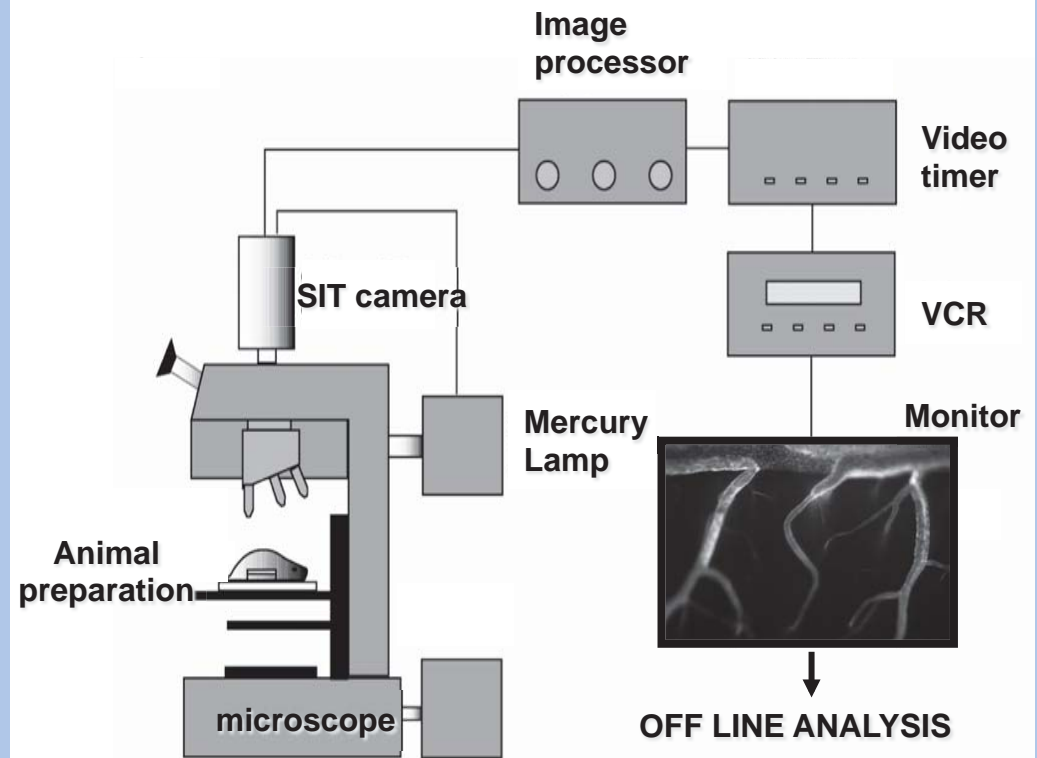 Image
processor
Video
timer
SIT camera
VCR
Mercury
Lamp
Monitor
Animal
preparation
microscope
OFF LINE ANALYSIS